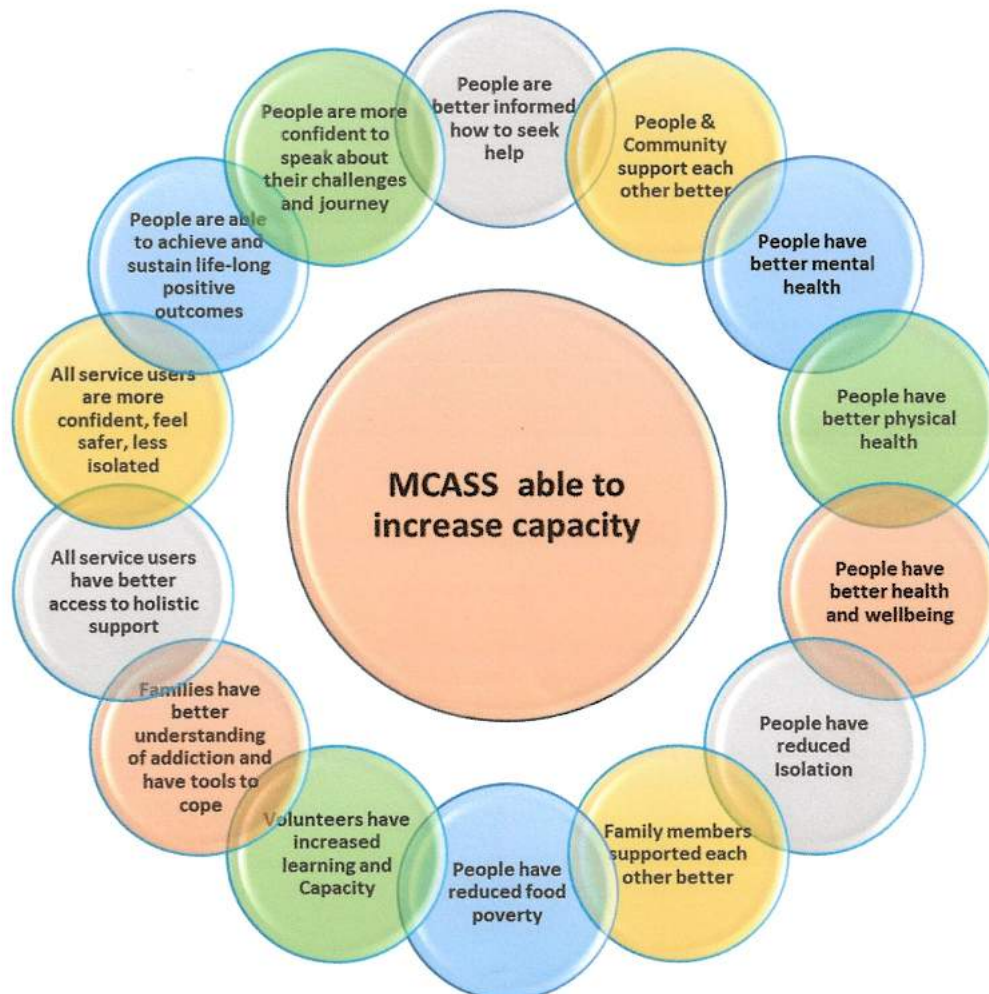 People are
better informed
how to seek
help
People &
Community
support each
other better
People have
better mental
health
People have
better physical
health
People have
better health
and wellbeing
People have
reduced
Isolation
Family members
supported each
other better
People have
reduced food
poverty
Volunteers have
increased
learning and
Capacity
Families have
better
understanding
of addiction and
have tools to
cope
All service users
have better
access to holistic
support
All service users
are more
confident, feel
safer, less
isolated
People are able
to achieve and
sustain life-long
positive
outcomes
People are more
confident to
speak about
their challenges
and journey
MCASS able to
increase capacity